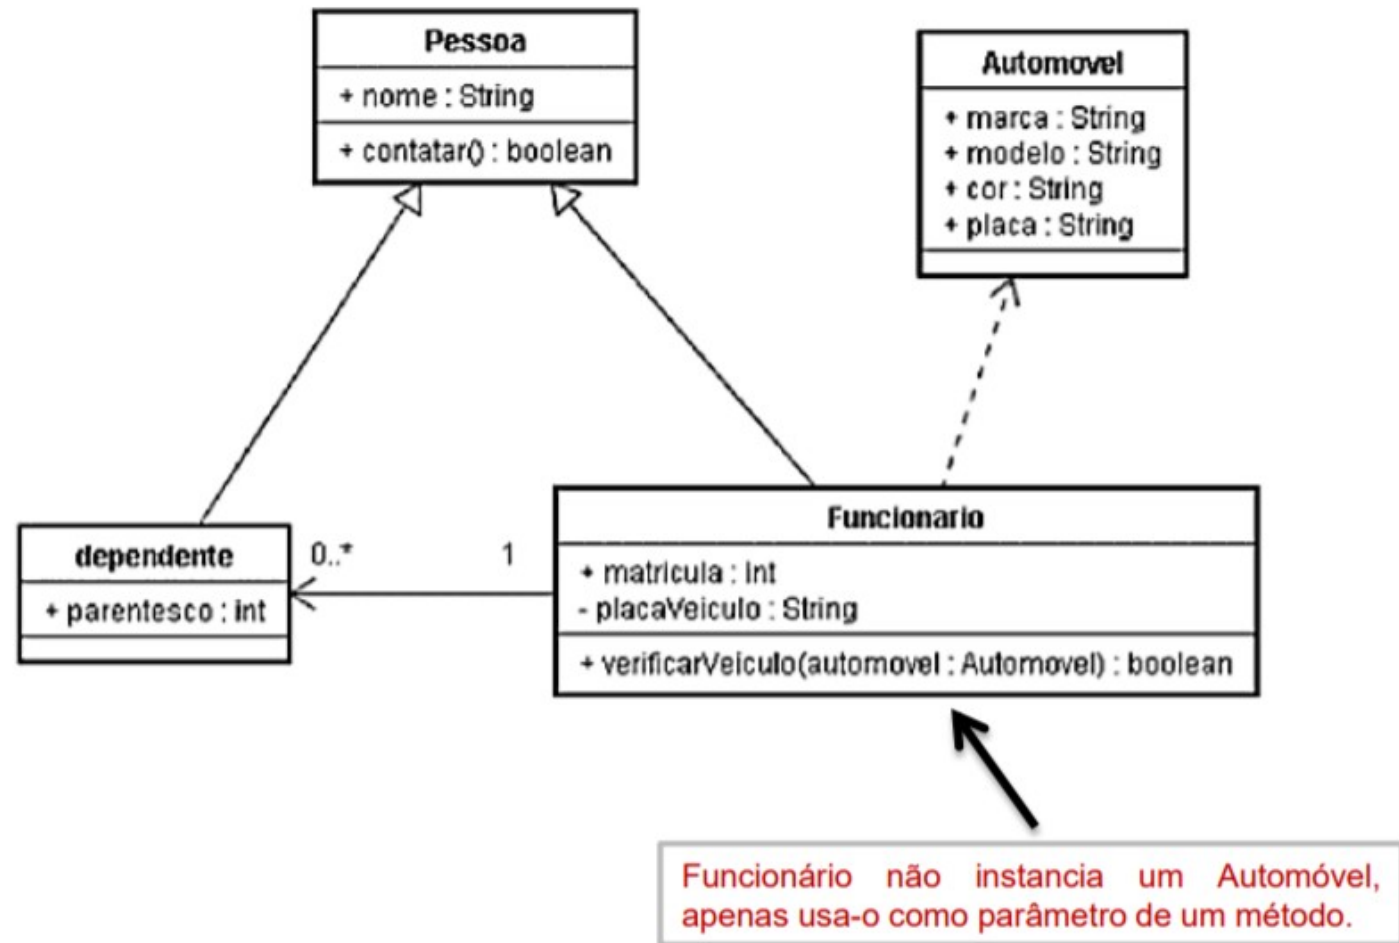 Pessoa
+ nome : String
+ contatar() : boolean
Automovel
+ marca : String
+ modelo : String
+ cor : String
+ placa : String
dependente
+ parentesco : int
0..*
1
Funcionario
+ matricula : int
- placaVeiculo : String
+ verificarVeiculo(automovel : Automovel) : boolean
Funcionário não instancia um Automóvel,
apenas usa-o como parâmetro de um método.